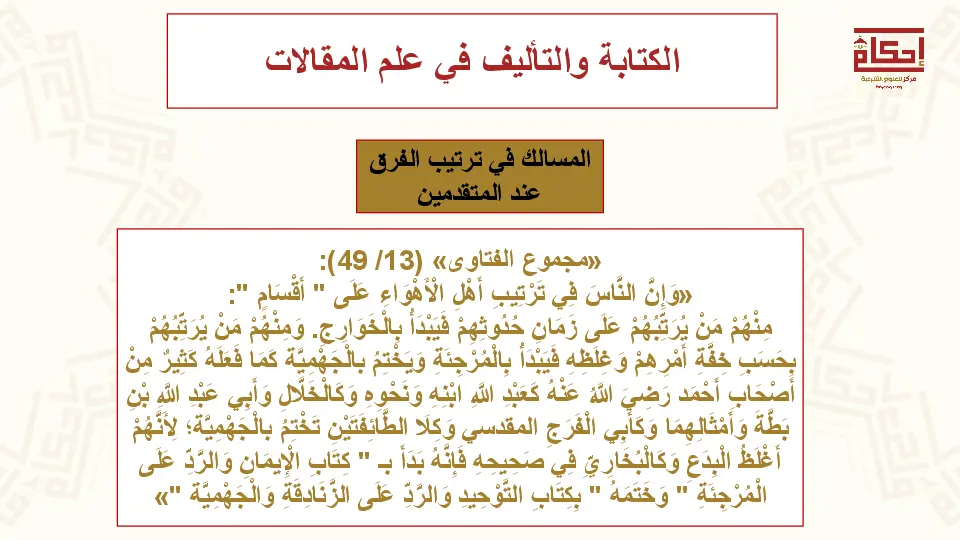 الكتابة والتأليف في علم المقالات
إحكام
مركز للعلوم الشرعية
المسالك في ترتيب الفرق
عند المتقدمين
«مجموع الفتاوى» (13/ 49):
«وَإِنَّ النَّاسَ فِي تَرْتِيبِ أَهْلِ الْأَهْوَاءِ عَلَى " أَقْسَامٍ ":
مِنْهُمْ مَنْ يُرَتِّبُهُمْ عَلَى زَمَانِ حُدُوثِهِمْ فَيَبْدَأُ بِالْخَوَارِجِ. وَمِنْهُمْ مَنْ يُرَتِّبُهُمْ
بِحَسَبِ خِفَّةِ أَمْرِهِمْ وَغِلَظِهِ فَيَبْدَأُ بِالْمُرْجِئَةِ وَيَخْتِمُ بِالْجَهْمِيَّة كَمَا فَعَلَهُ كَثِيرٌ مِنْ
أَصْحَابِ أَحْمَد رَضِيَ اللَّهُ عَنْهُ كَعَبْدِ اللَّهِ ابْنِهِ وَنَحْوِهِ وَكَالْخَلَّالِ وَأَبِي عَبْدِ اللَّهِ بْنِ
بَطَّةَ وَأَمْثَالِهِمَا وَكَأَبِي الْفَرَجِ المقدسي وَكِلَا الطَّائِفَتَيْنِ تَخْتِمُ بالْجَهْمِيَّةِ؛ لِأَنَّهُمْ
أَغْلَظُ الْبِدَعِ وَكَالْبُخَارِيِّ فِي صَحِيحِهِ فَإِنَّهُ بَدَأَ بـ " كِتَابِ الْإِيمَانِ وَالرَّدِّ عَلَى
الْمُرْجِئَةِ " وَخَتَمَهُ " بِكِتَابِ التَّوْحِيدِ وَالرَّدِّ عَلَى الزَّنَادِقَةِ وَالْجَهْمِيَّة "»